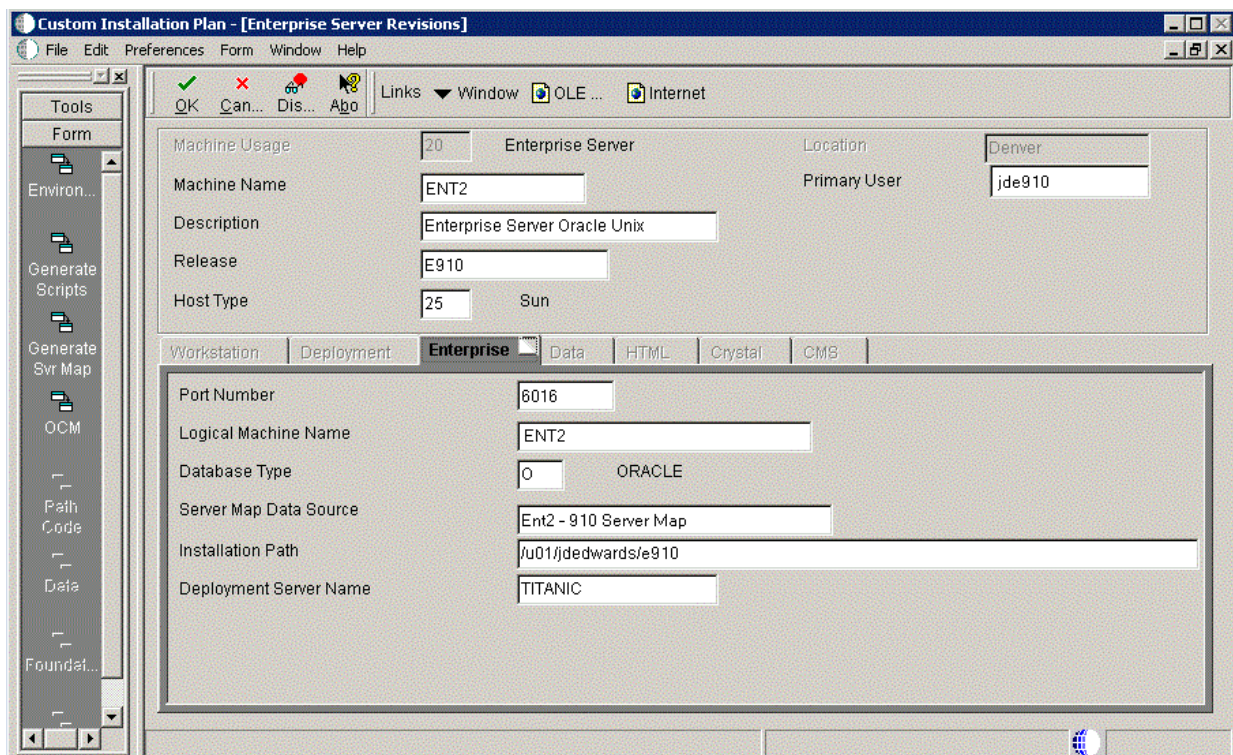 Custom Installation Plan - [Enterprise Server Revisions]
File Edit Preferences Form Window Help
Tools
Form
Environ...
Generate
Scripts
Generate
Svr Map
OCM
Path
Code
Data
Foundat...
OK Can... Dis... Abo Links Window OLE ... Internet
Machine Usage 20 Enterprise Server Location Denver
Machine Name ENT2 Primary User jde910
Description Enterprise Server Oracle Unix
Release E910
Host Type 25 Sun
Workstation Deployment Enterprise Data HTML Crystal CMS
Port Number 6016
Logical Machine Name ENT2
Database Type O ORACLE
Server Map Data Source Ent2 - 910 Server Map
Installation Path /u01/jdedwards/e910
Deployment Server Name TITANIC